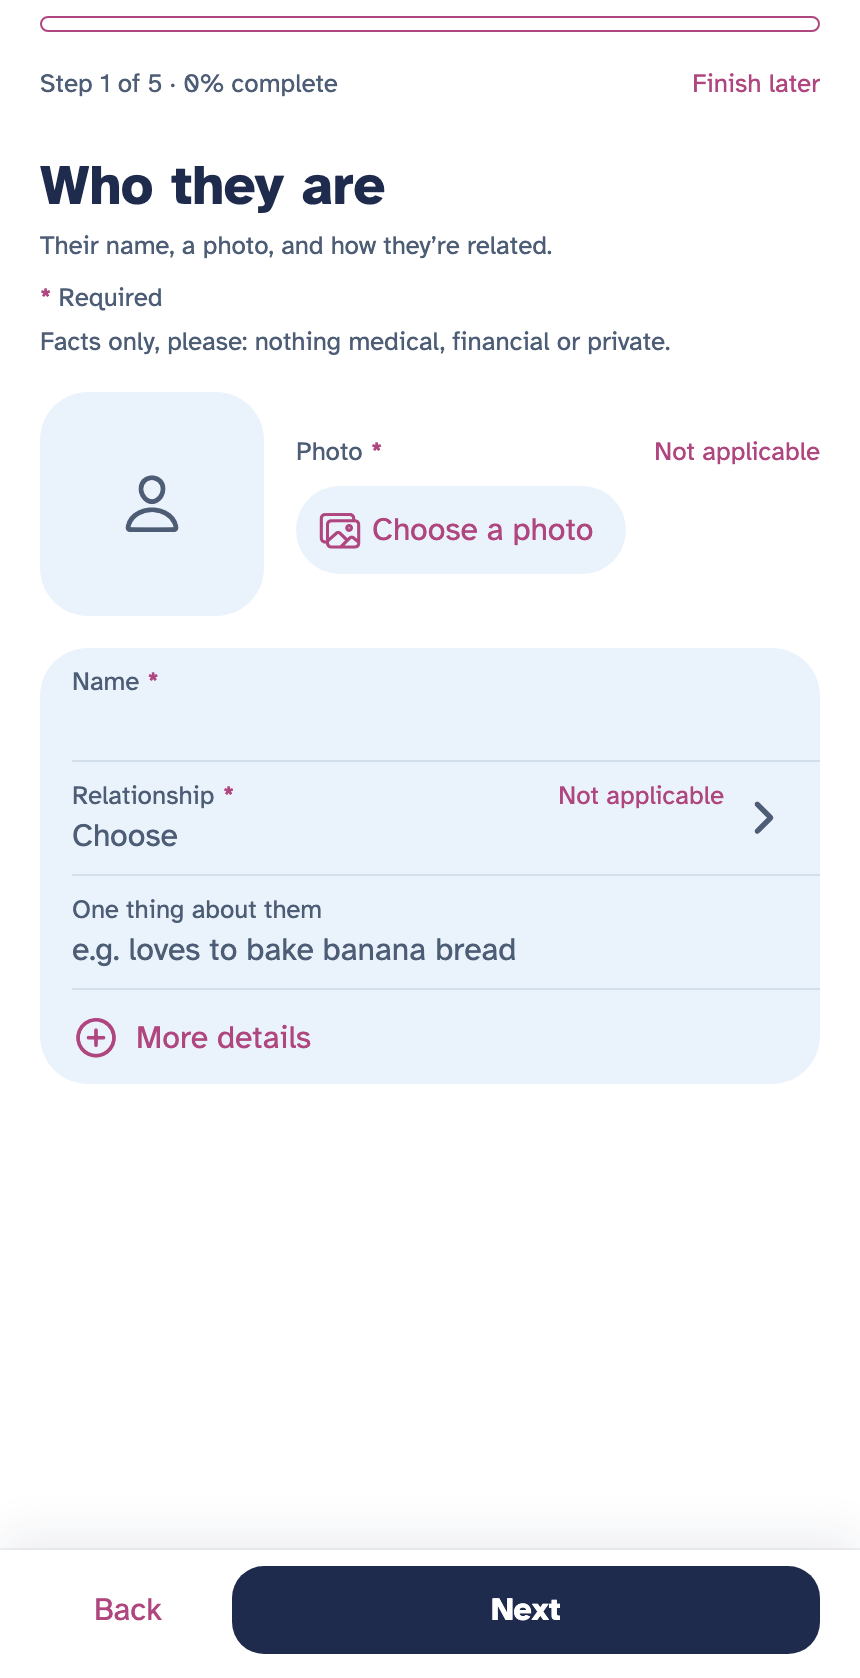 Step 1 of 5 · 0% complete
Finish later
Who they are
Their name, a photo, and how they’re related.
* Required
Facts only, please: nothing medical, financial or private.
Photo *
Not applicable
Choose a photo
Name *
Relationship *
Not applicable
Choose
One thing about them
e.g. loves to bake banana bread
More details
Back
Next